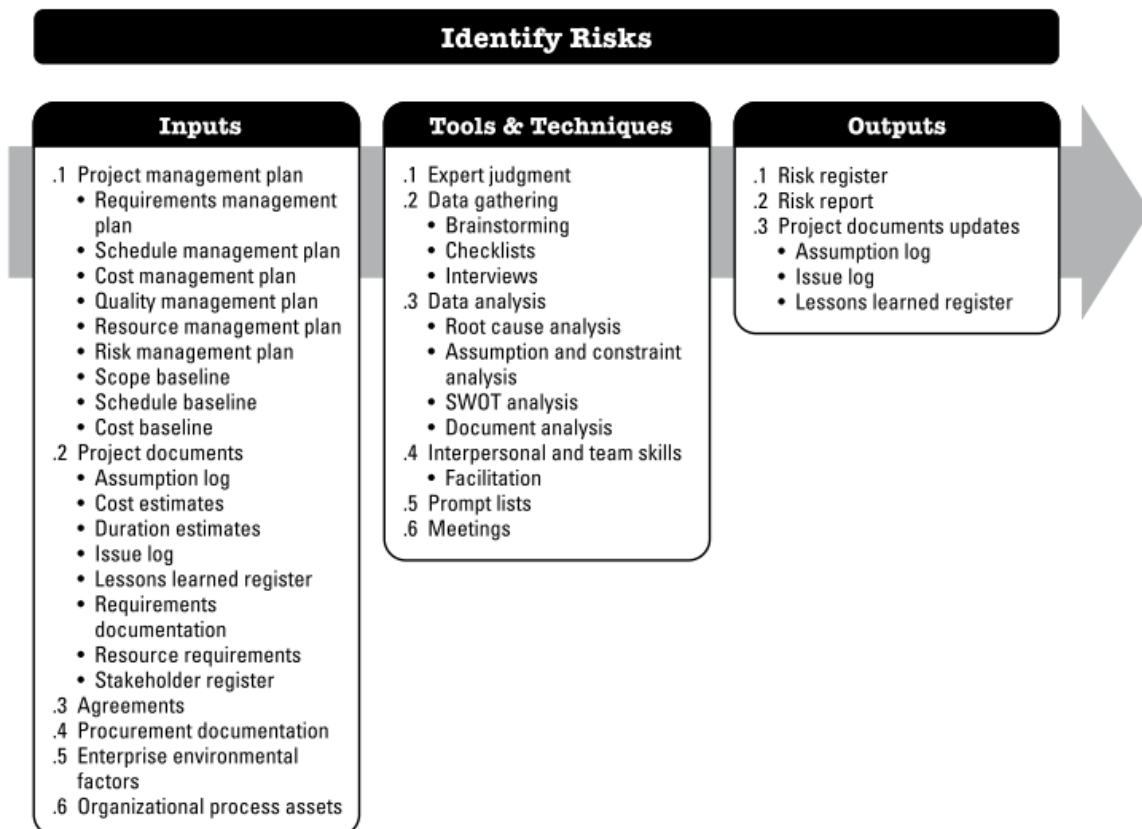 Identify Risks
Inputs
.1 Project management plan
• Requirements management
plan
• Schedule management plan
• Cost management plan
• Quality management plan
• Resource management plan
• Risk management plan
• Scope baseline
• Schedule baseline
• Cost baseline
.2 Project documents
• Assumption log
• Cost estimates
• Duration estimates
• Issue log
• Lessons learned register
• Requirements
documentation
• Resource requirements
• Stakeholder register
.3 Agreements
.4 Procurement documentation
.5 Enterprise environmental
factors
.6 Organizational process assets
Tools & Techniques
.1 Expert judgment
.2 Data gathering
• Brainstorming
• Checklists
• Interviews
.3 Data analysis
• Root cause analysis
• Assumption and constraint
analysis
• SWOT analysis
• Document analysis
.4 Interpersonal and team skills
• Facilitation
.5 Prompt lists
.6 Meetings
Outputs
.1 Risk register
.2 Risk report
.3 Project documents updates
• Assumption log
• Issue log
• Lessons learned register